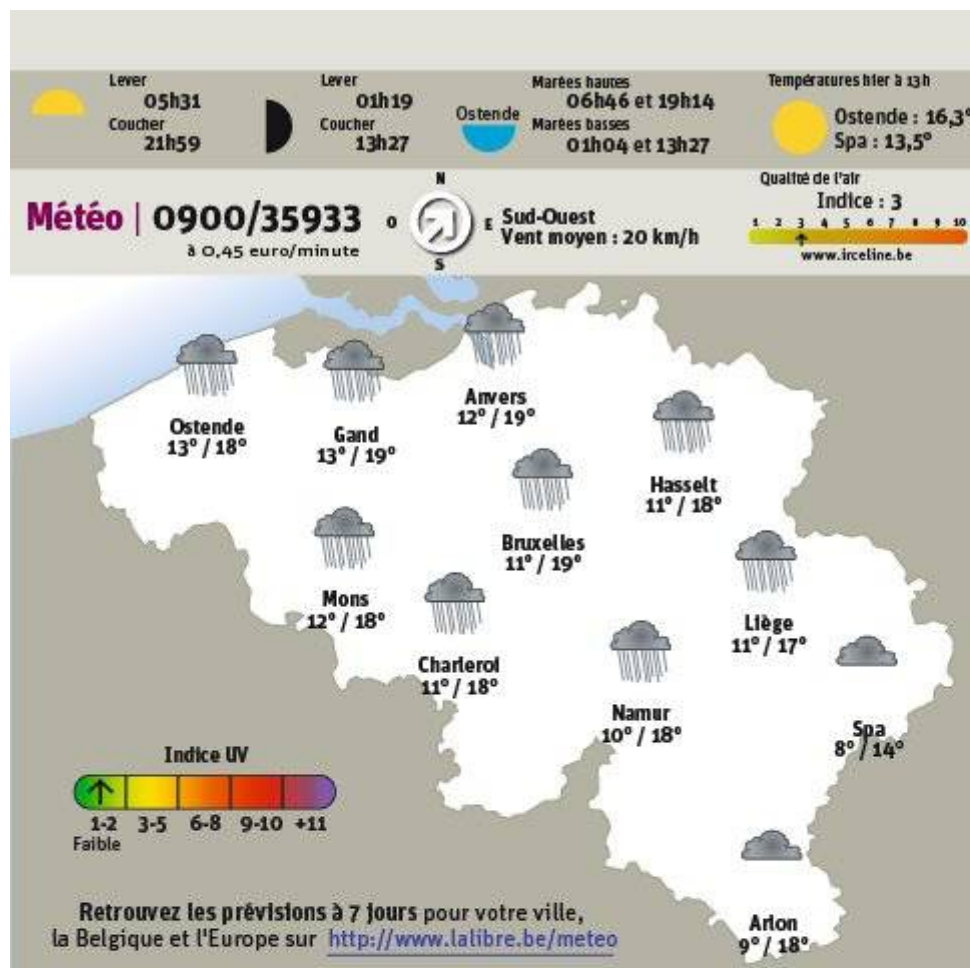 Lever
05h31
Coucher
21h59
Lever
01h19
Coucher
13h27
Ostende
Marées hautes
06h46 et 19h14
Marées basses
01h04 et 13h27
Températures hier à 13h
Ostende : 16,3°
Spa : 13,5°
Météo | 0900/35933
à 0,45 euro/minute
N
O
E
S
Sud-Ouest
Vent moyen : 20 km/h
Qualité de l'air
Indice : 3
1 2 3 4 5 6 7 8 9 10
www.irceline.be
Ostende
13° / 18°
Gand
13° / 19°
Anvers
12° / 19°
Hasselt
11° / 18°
Bruxelles
11° / 19°
Mons
12° / 18°
Liège
11° / 17°
Charleroi
11° / 18°
Namur
10° / 18°
Spa
8° / 14°
Arlon
9° / 18°
Indice UV
1-2 3-5 6-8 9-10 +11
Faible
Retrouvez les prévisions à 7 jours pour votre ville,
la Belgique et l'Europe sur http://www.lalibre.be/meteo